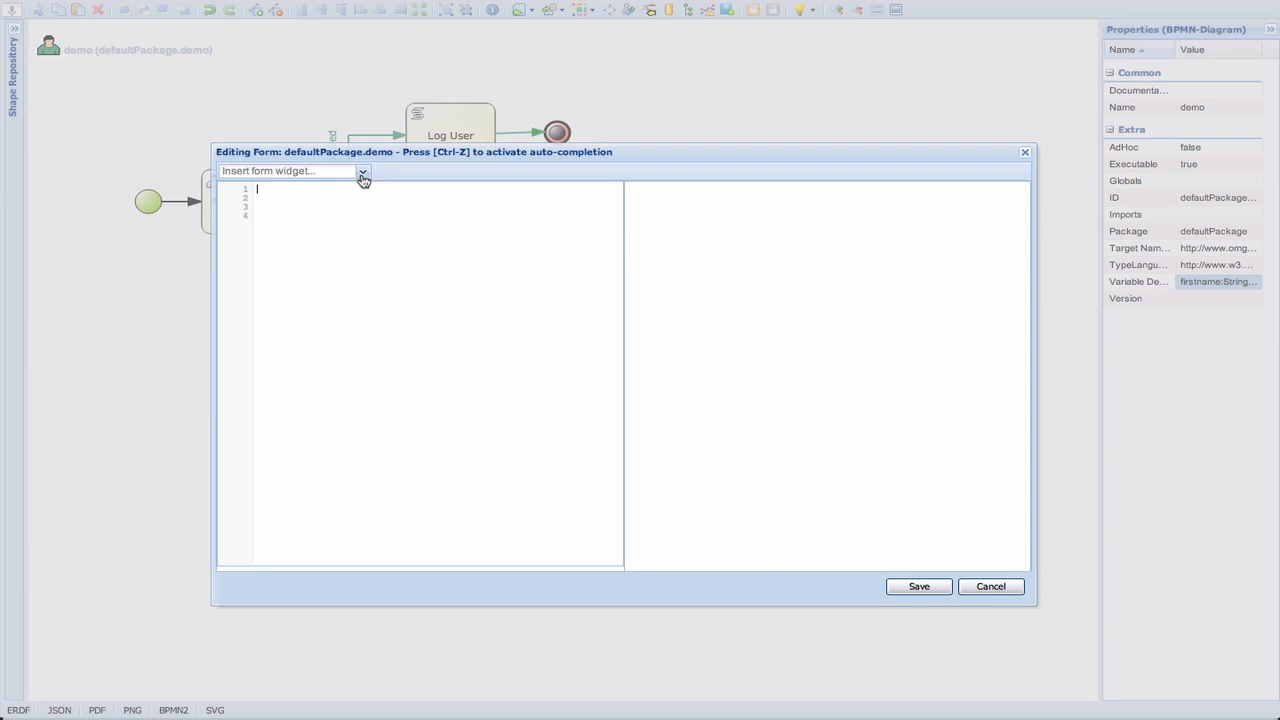 Shape Repository
demo (defaultPackage.demo)
ed
Log User
Editing Form: defaultPackage.demo - Press [Ctrl-Z] to activate auto-completion
Insert form widget...
1
2
3
4
Save
Cancel
Properties (BPMN-Diagram)
Name
Value
Common
Documenta...
Name
demo
Extra
AdHoc
false
Executable
true
Globals
ID
defaultPackage...
Imports
Package
defaultPackage
Target Nam...
http://www.omg...
TypeLangu...
http://www.w3....
Variable De...
firstname:String...
Version
ERDF
JSON
PDF
PNG
BPMN2
SVG